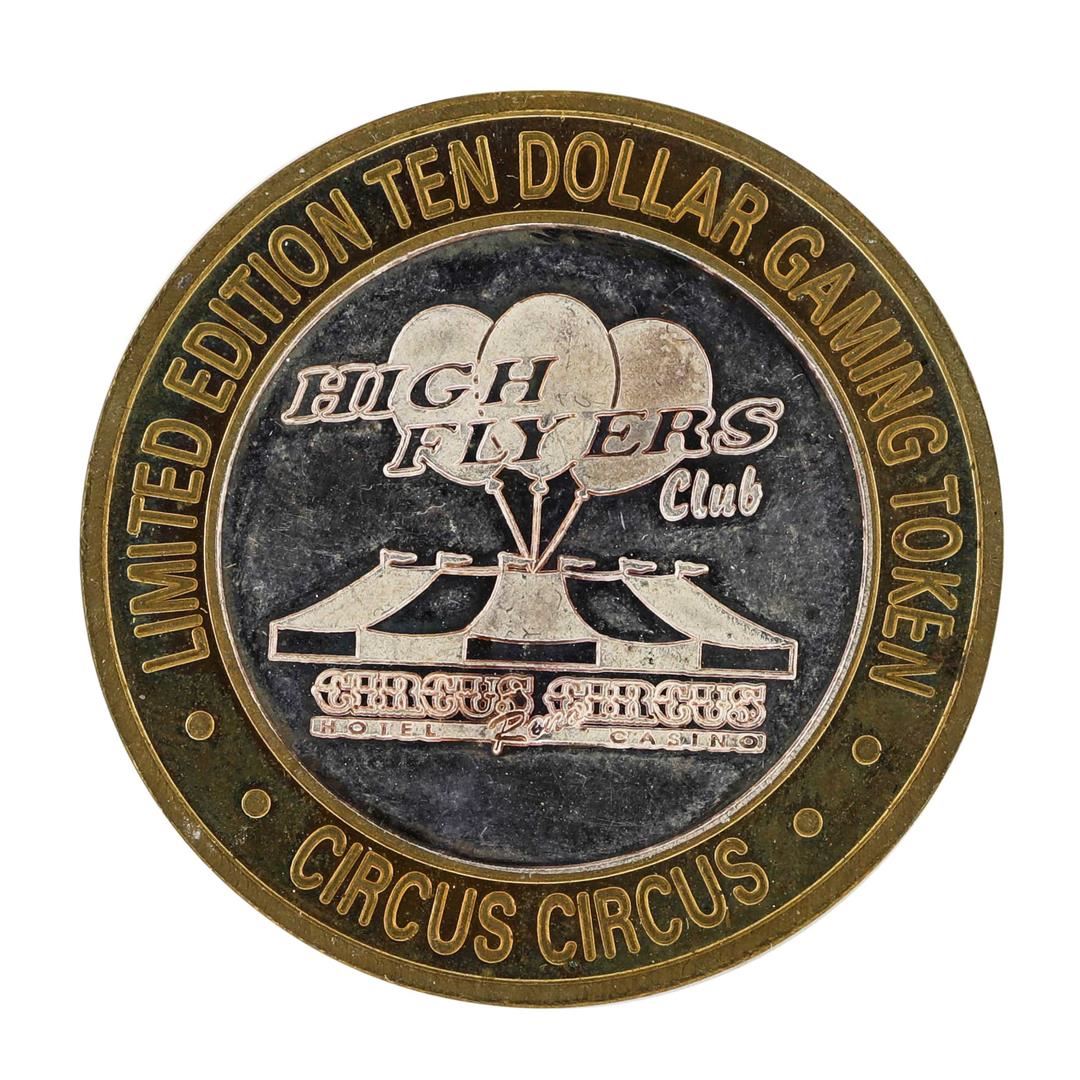 LIMITED EDITION TEN DOLLAR GAMING TOKEN
HIGH
FLYERS
Club
CIRCUS CIRCUS
HOTEL Reno CASINO
CIRCUS CIRCUS